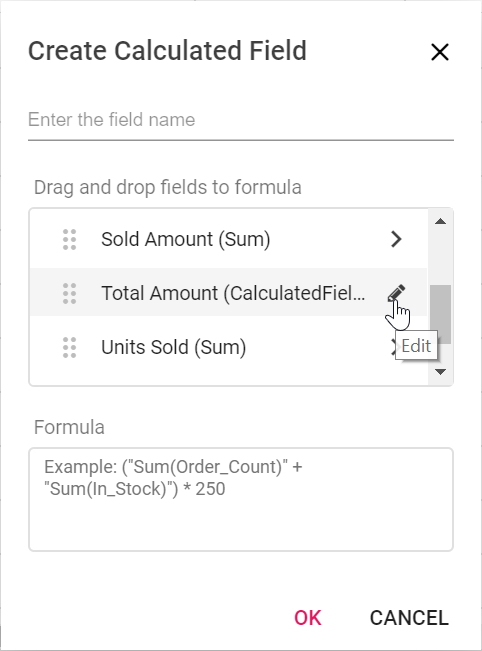 Create Calculated Field
Enter the field name
Drag and drop fields to formula
Sold Amount (Sum)
Total Amount (CalculatedFiel...
Edit
Units Sold (Sum)
Formula
Example: ("Sum(Order_Count)" +
"Sum(In_Stock)") * 250
OK
CANCEL